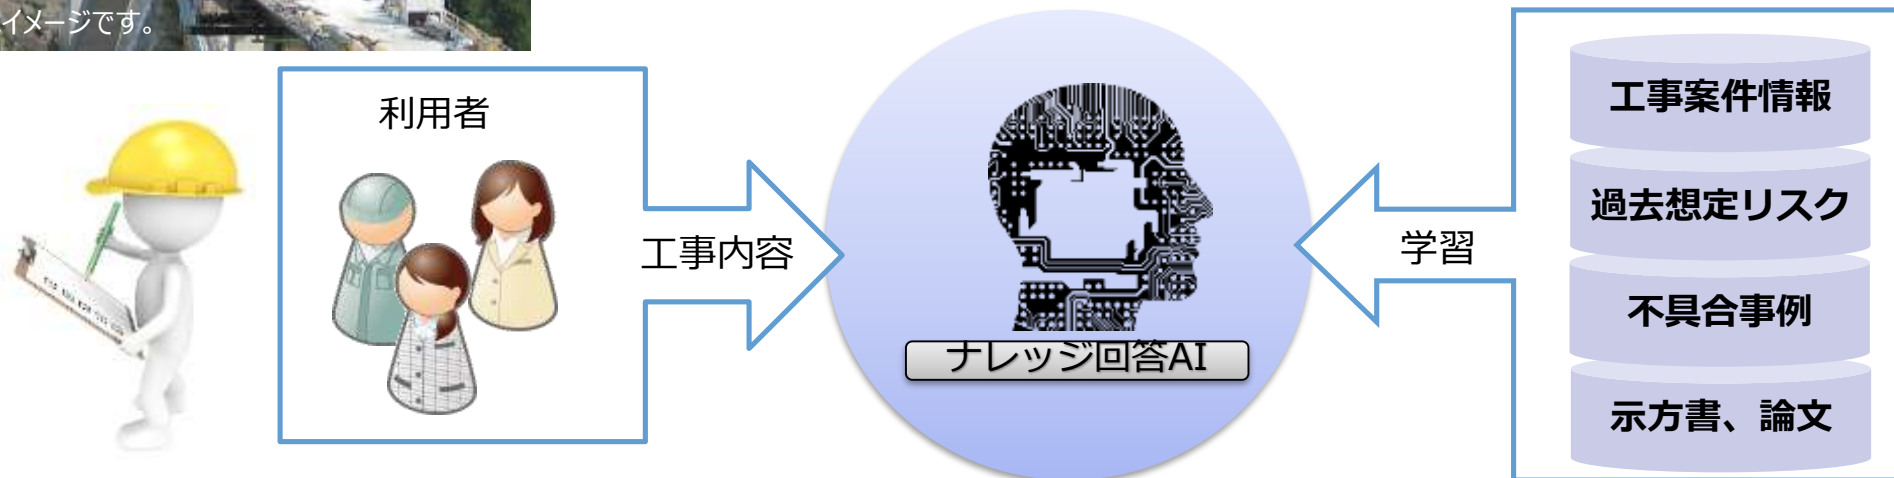 イメージです。
利用者
工事内容
ナレッジ回答AI
学習
工事案件情報
過去想定リスク
不具合事例
示方書、論文